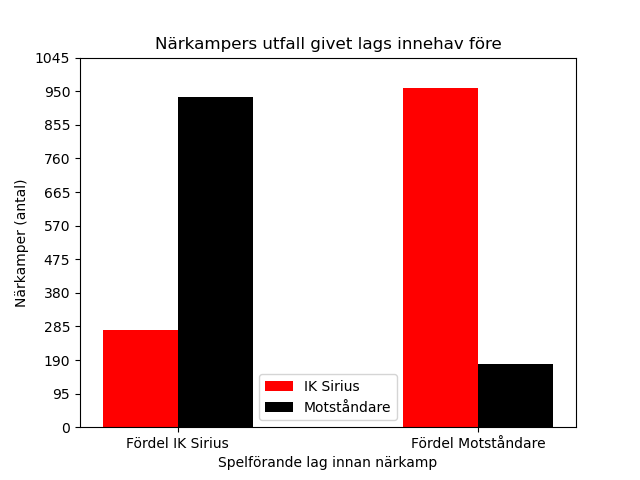 Närkampers utfall givet lags innehav före
1045
950
855
760
665
570
475
380
285
190
95
0
Närkamper (antal)
IK Sirius
Motståndare
Fördel IK Sirius
Fördel Motståndare
Spelförande lag innan närkamp